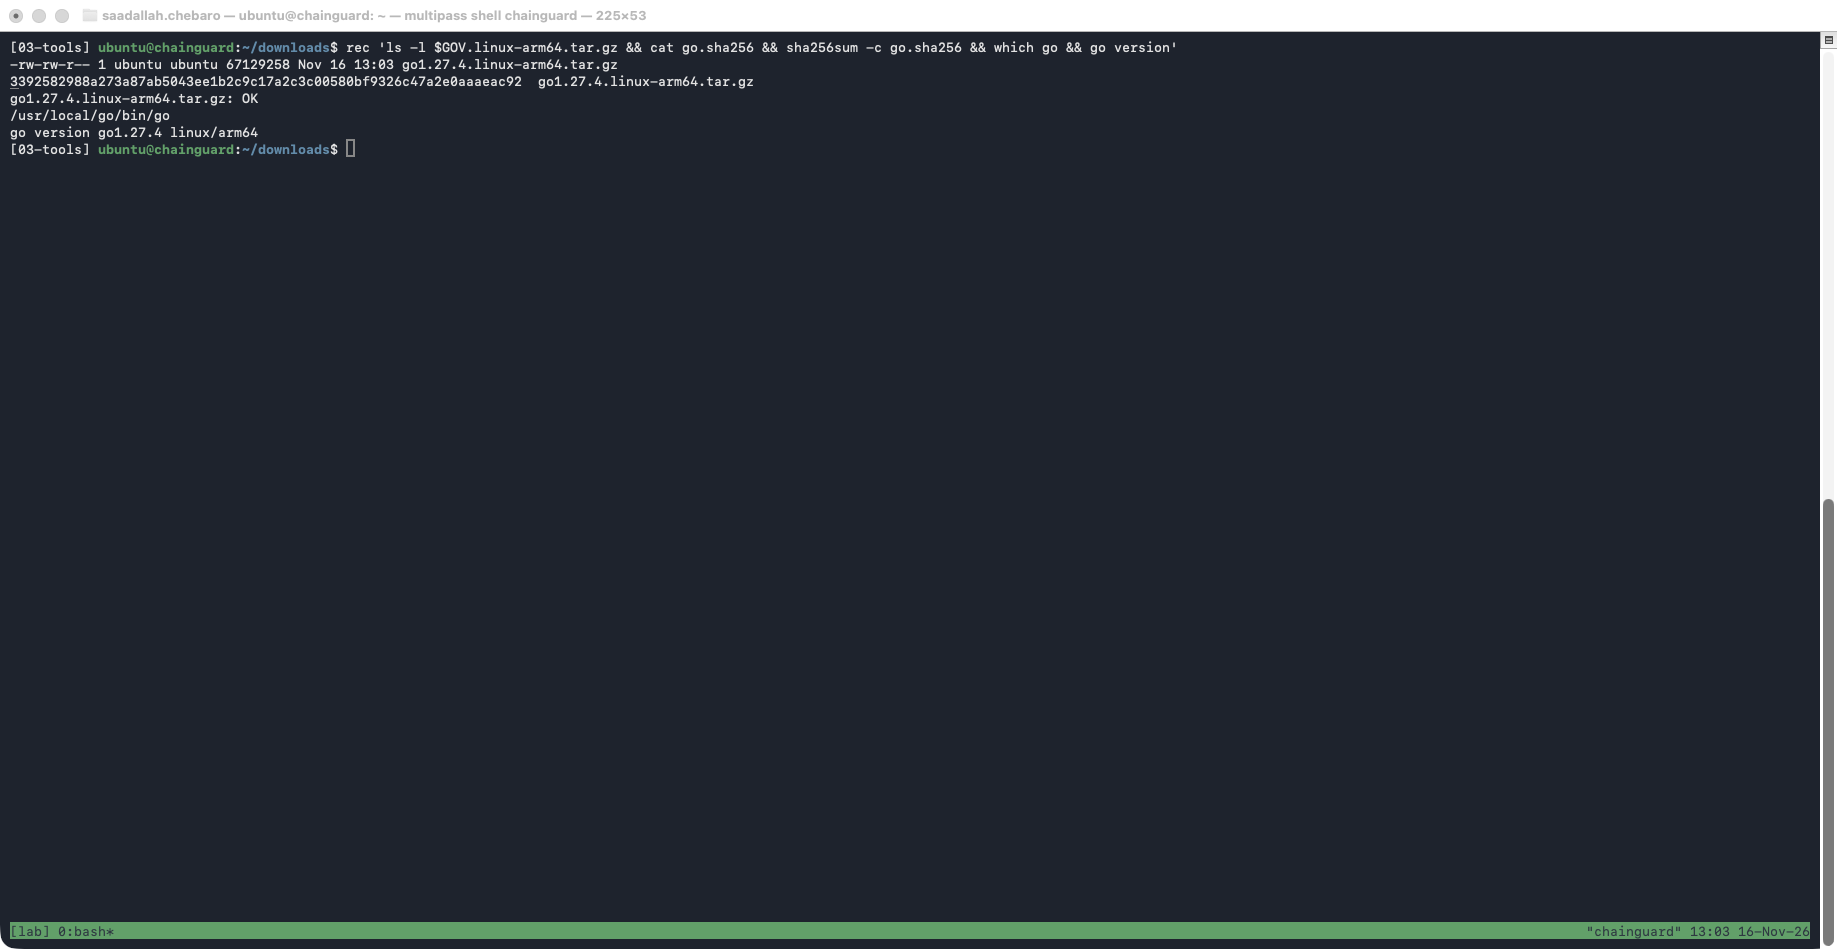 saadallah.chebaro — ubuntu@chainguard: ~ — multipass shell chainguard — 225×53
[03-tools] ubuntu@chainguard:~/downloads$ rec 'ls -l $GOV.linux-arm64.tar.gz && cat go.sha256 && sha256sum -c go.sha256 && which go && go version'
-rw-rw-r-- 1 ubuntu ubuntu 67129258 Nov 16 13:03 go1.27.4.linux-arm64.tar.gz
3392582988a273a87ab5043ee1b2c9c17a2c3c00580bf9326c47a2e0aaaeac92  go1.27.4.linux-arm64.tar.gz
go1.27.4.linux-arm64.tar.gz: OK
/usr/local/go/bin/go
go version go1.27.4 linux/arm64
[03-tools] ubuntu@chainguard:~/downloads$
[lab] 0:bash* "chainguard" 13:03 16-Nov-26